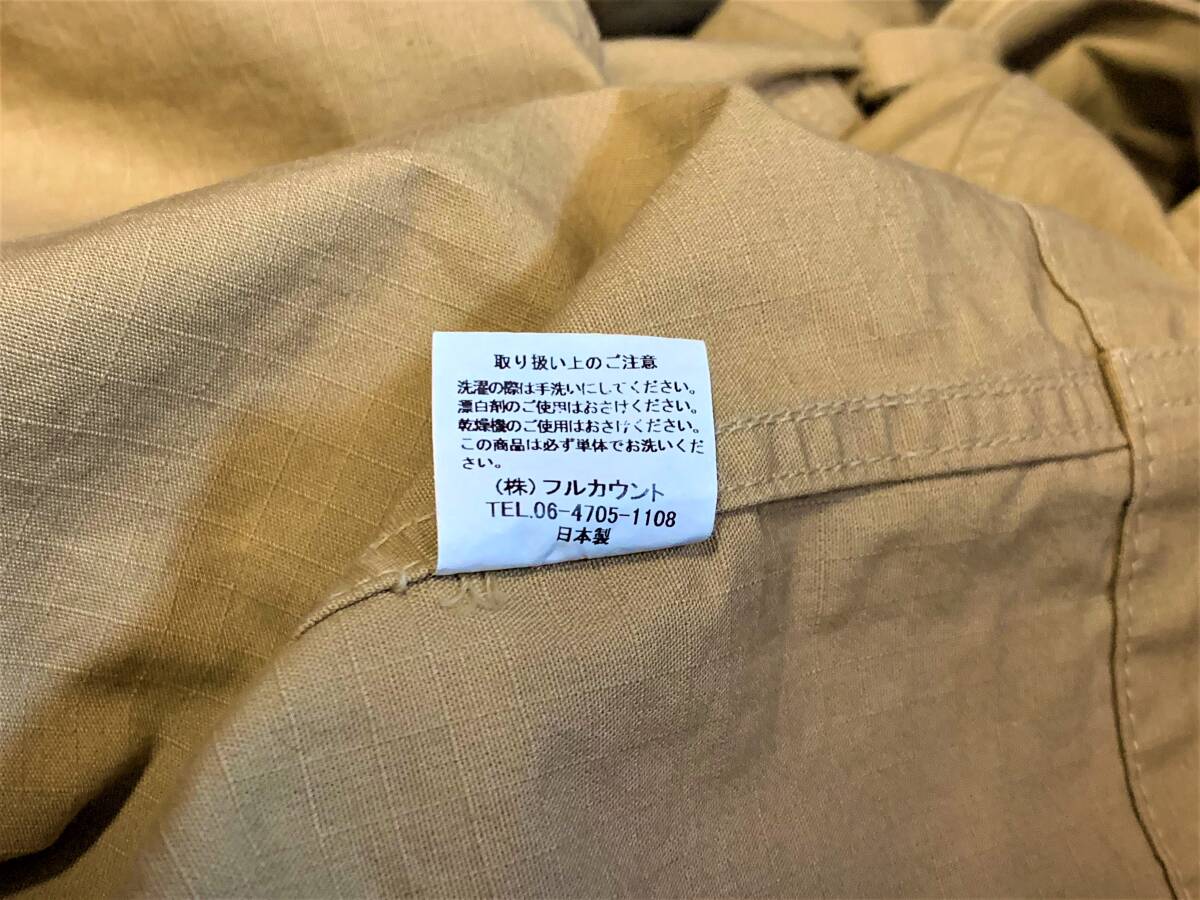 取り扱い上のご注意
洗濯の際は手洗いにしてください。
漂白剤のご使用はおさけください。
乾燥機のご使用はおさけください。
この商品は必ず単体でお洗いくだ
さい。
（株）フルカウント
TEL.06-4705-1108
日本製